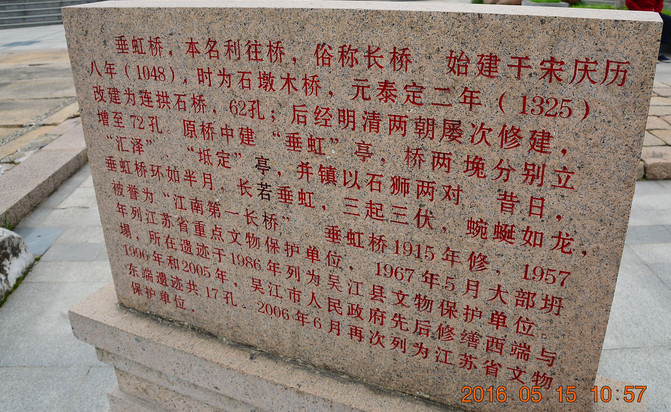 垂虹桥，本名利往桥，俗称长桥 始建于宋庆历
八年（1048），时为石墩木桥，元泰定二年（1325）
改建为连拱石桥，62孔；后经明清两朝屡次修建，
增至72孔 原桥中建“垂虹”亭，桥两堍分别立
“汇泽”、“坻定”亭，并镇以石狮两对 昔日，
垂虹桥环如半月，长若垂虹，三起三伏，蜿蜒如龙，
被誉为“江南第一长桥” 垂虹桥1915年修，1957
年列江苏省重点文物保护单位，1967年5月大部坍
塌，所在遗迹于1986年列为吴江县文物保护单位。
1996年和2005年，吴江市人民政府先后修缮西端与
东端遗迹共17孔 2006年6月再次列为江苏省文物
保护单位。
2016 05 15 10:57